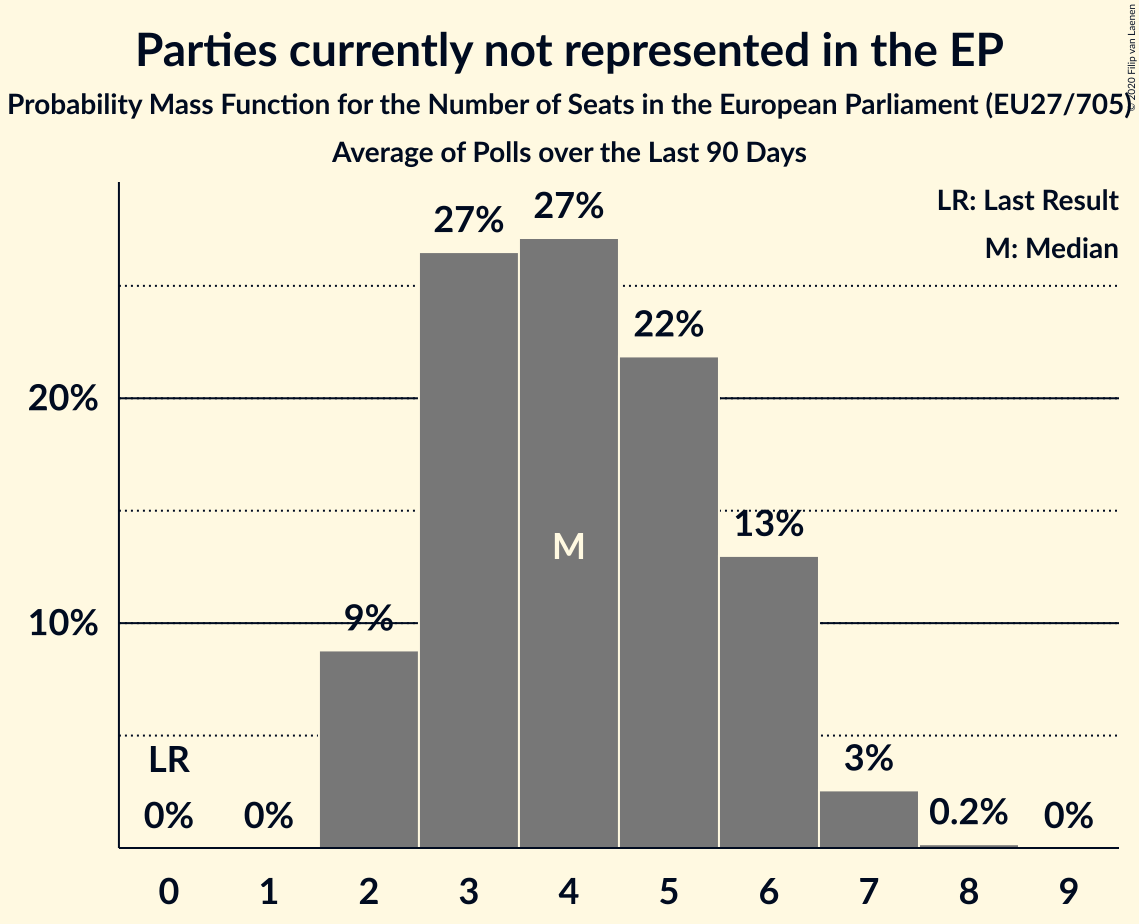 Parties currently not represented in the EP
Probability Mass Function for the Number of Seats in the European Parliament (EU27/705)
Average of Polls over the Last 90 Days
© 2020 Filip van Laenen
LR: Last Result
M: Median
27%
27%
22%
20%
13%
M
10%
9%
LR
3%
0%
0%
0.2%
0%
0 1 2 3 4 5 6 7 8 9